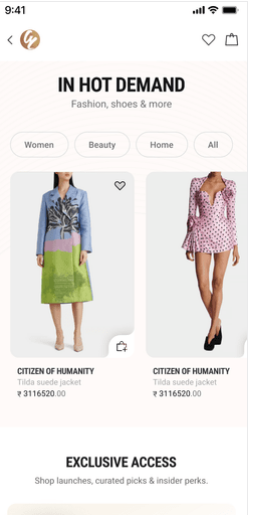 9:41
IN HOT DEMAND
Fashion, shoes & more
Women
Beauty
Home
All
CITIZEN OF HUMANITY
Tilda suede jacket
₹ 3116520.00
CITIZEN OF HUMANITY
Tilda suede jacket
₹ 3116520.00
EXCLUSIVE ACCESS
Shop launches, curated picks & insider perks.